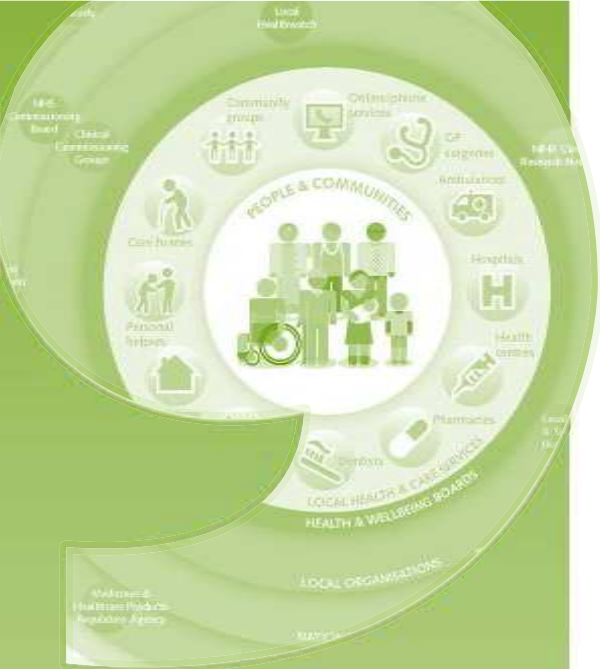 Local
Healthwatch
NHS
Commissioning
Board
Clinical
Commissioning
Groups
Community
groups
Online/phone
services
GP
surgeries
Ambulances
PEOPLE & COMMUNITIES
Care homes
Hospitals
Personal
helpers
Health
centres
Pharmacies
Dentists
LOCAL HEALTH & CARE SERVICES
HEALTH & WELLBEING BOARDS
LOCAL ORGANISATIONS
Medicines &
Healthcare Products
Regulatory Agency